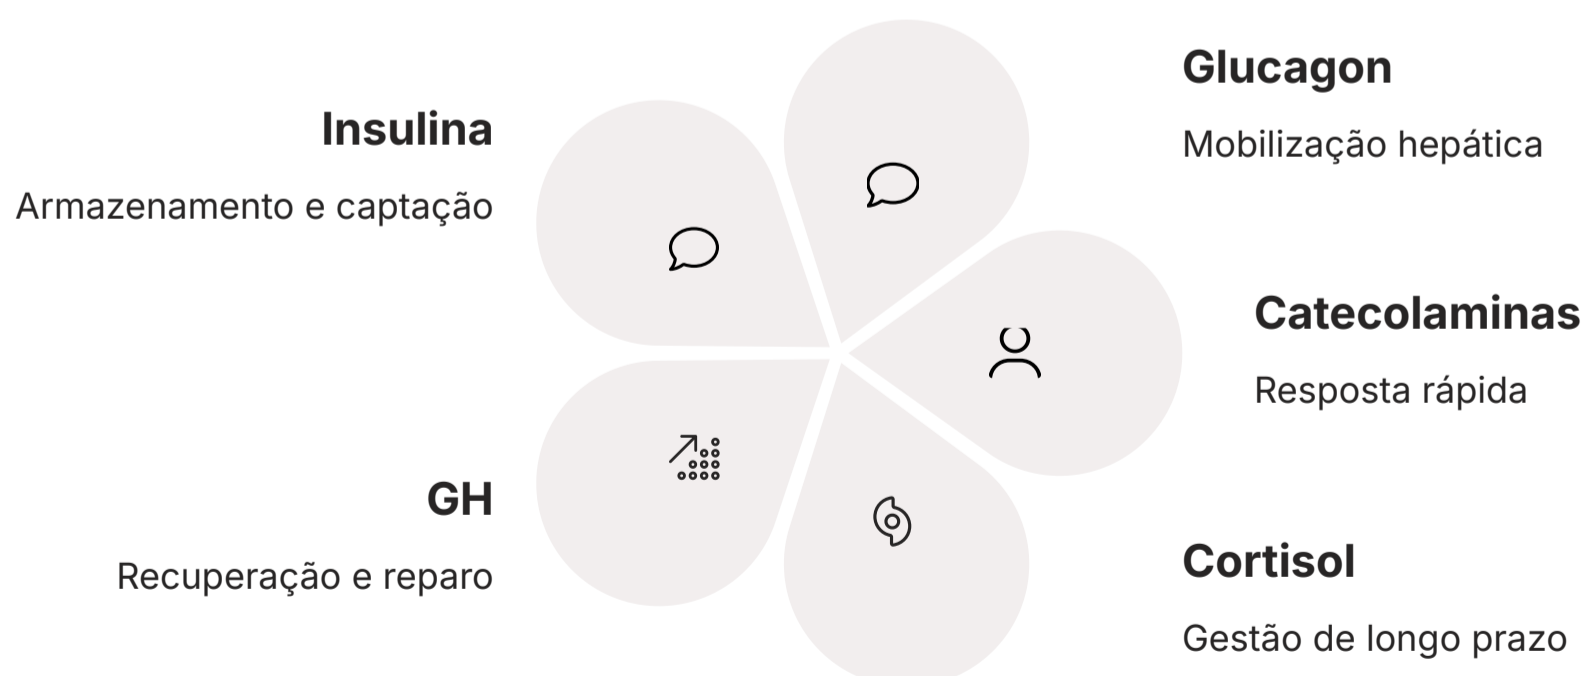 Insulina
Armazenamento e captação
Glucagon
Mobilização hepática
Catecolaminas
Resposta rápida
GH
Recuperação e reparo
Cortisol
Gestão de longo prazo